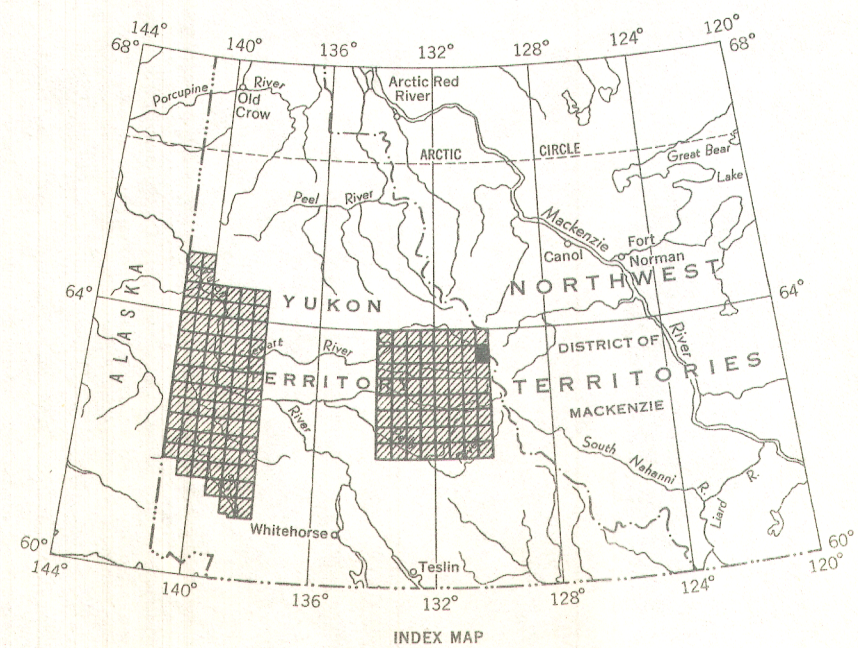 144° 140° 136° 132° 128° 124° 120°
68° 68°
Porcupine River
Old
Crow
Arctic Red
River
ARCTIC CIRCLE
Great Bear
Lake
Peel River
Mackenzie
Canol
Fort
Norman
64° NORTHWEST 64°
ALASKA
YUKON
River
DISTRICT OF
River
TERRITORIES
MACKENZIE
River
South
Nahanni
R.
R.
Liard
Whitehorse
Teslin
60° 60°
144° 140° 136° 132° 128° 124° 120°
INDEX MAP